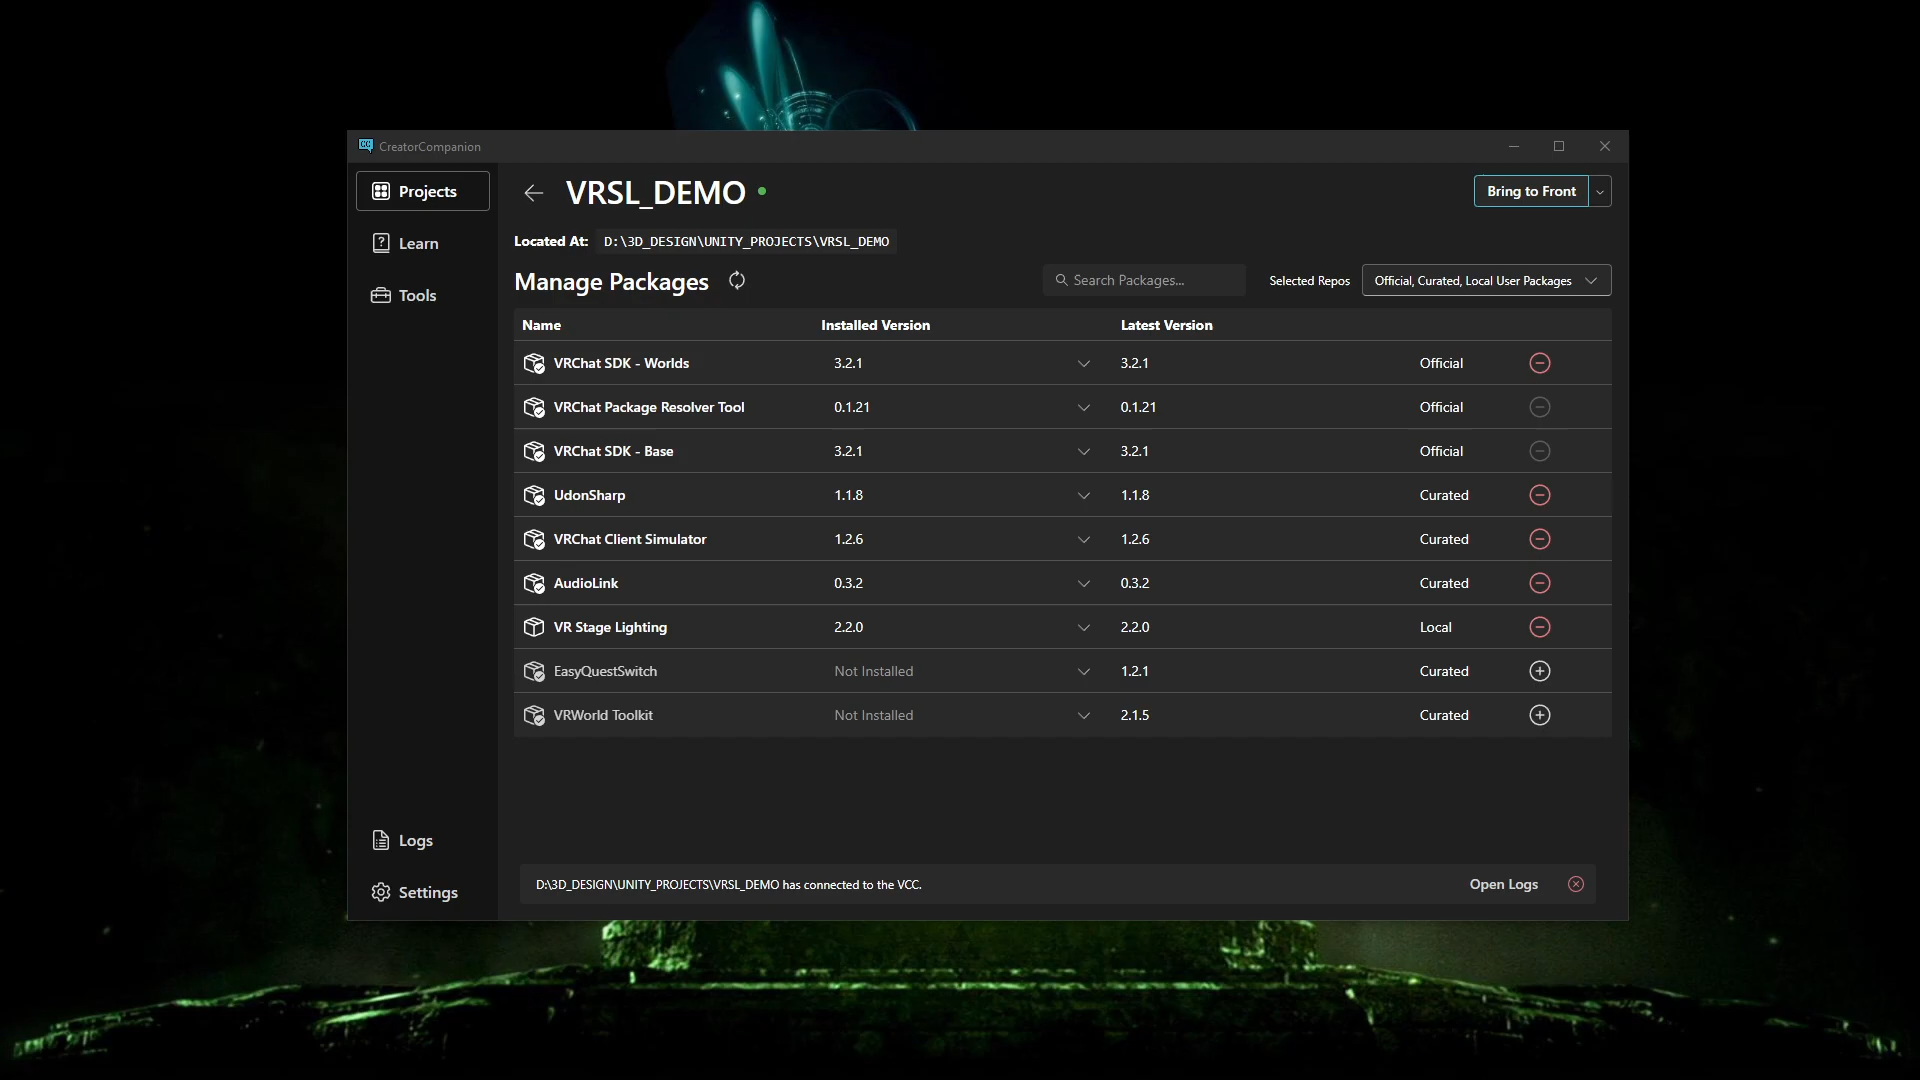 CC CreatorCompanion
Projects
Learn
Tools
Logs
Settings
VRSL_DEMO
Bring to Front
Located At: D:\3D_DESIGN\UNITY_PROJECTS\VRSL_DEMO
Manage Packages
Search Packages...
Selected Repos
Official, Curated, Local User Packages
Name Installed Version Latest Version
VRChat SDK - Worlds 3.2.1 3.2.1 Official
VRChat Package Resolver Tool 0.1.21 0.1.21 Official
VRChat SDK - Base 3.2.1 3.2.1 Official
UdonSharp 1.1.8 1.1.8 Curated
VRChat Client Simulator 1.2.6 1.2.6 Curated
AudioLink 0.3.2 0.3.2 Curated
VR Stage Lighting 2.2.0 2.2.0 Local
EasyQuestSwitch Not Installed 1.2.1 Curated
VRWorld Toolkit Not Installed 2.1.5 Curated
D:\3D_DESIGN\UNITY_PROJECTS\VRSL_DEMO has connected to the VCC.
Open Logs